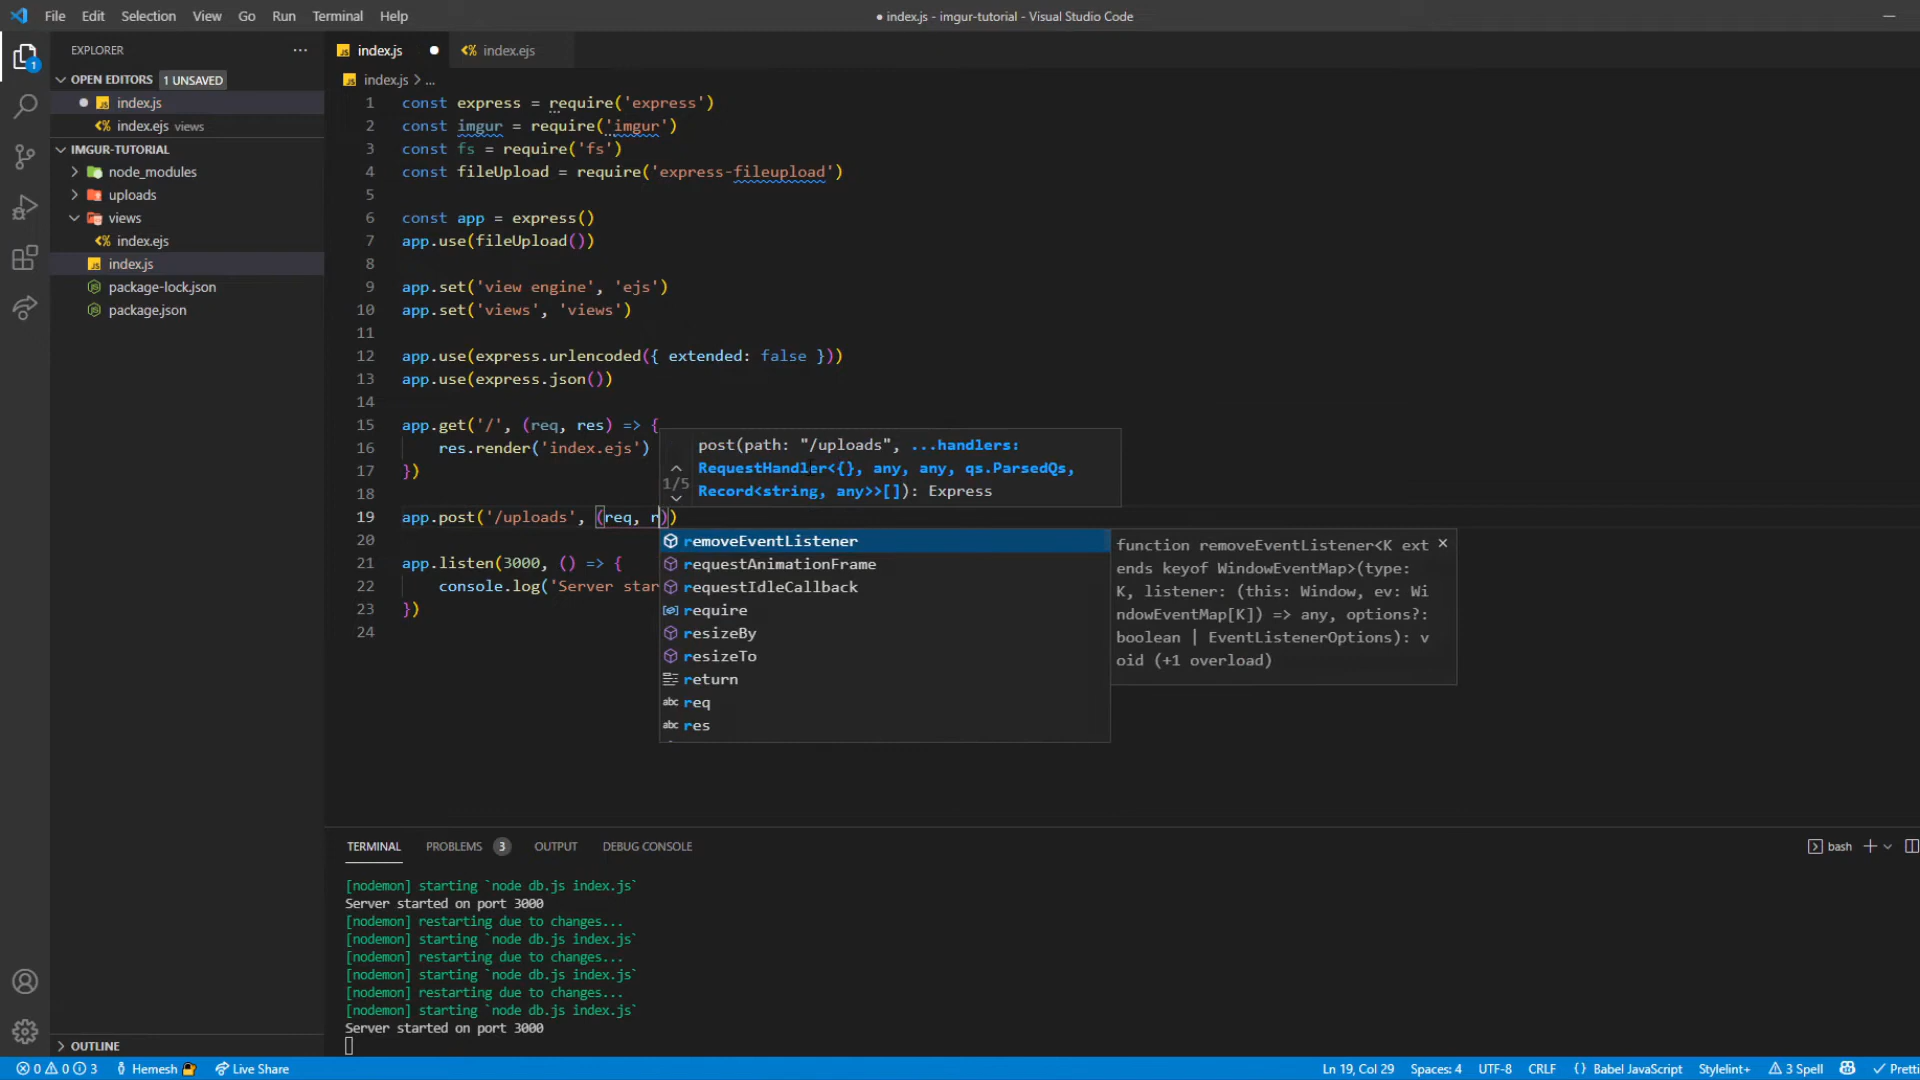 File Edit Selection View Go Run Terminal Help
● index.js - imgur-tutorial - Visual Studio Code
EXPLORER
OPEN EDITORS 1 UNSAVED
index.js
index.ejs views
IMGUR-TUTORIAL
node_modules
uploads
views
index.ejs
index.js
package-lock.json
package.json
OUTLINE
1
index.js index.ejs
index.js > ...
1 const express = require('express')
2 const imgur = require('imgur')
3 const fs = require('fs')
4 const fileUpload = require('express-fileupload')
5
6 const app = express()
7 app.use(fileUpload())
8
9 app.set('view engine', 'ejs')
10 app.set('views', 'views')
11
12 app.use(express.urlencoded({ extended: false }))
13 app.use(express.json())
14
15 app.get('/', (req, res) => {
16 res.render('index.ejs')
17 })
18
19 app.post('/uploads', (req, r))
20
21 app.listen(3000, () => {
22 console.log('Server star
23 })
24
1/5
post(path: "/uploads", ...handlers:
RequestHandler<{}, any, any, qs.ParsedQs,
Record<string, any>>[]): Express
removeEventListener
requestAnimationFrame
requestIdleCallback
require
resizeBy
resizeTo
return
abc req
abc res
function removeEventListener<K ext
ends keyof WindowEventMap>(type:
K, listener: (this: Window, ev: Wi
ndowEventMap[K]) => any, options?:
boolean | EventListenerOptions): v
oid (+1 overload)
TERMINAL PROBLEMS 3 OUTPUT DEBUG CONSOLE
bash
[nodemon] starting `node db.js index.js`
Server started on port 3000
[nodemon] restarting due to changes...
[nodemon] starting `node db.js index.js`
[nodemon] restarting due to changes...
[nodemon] starting `node db.js index.js`
[nodemon] restarting due to changes...
[nodemon] starting `node db.js index.js`
Server started on port 3000
0 0 3 Hemesh Live Share Ln 19, Col 29 Spaces: 4 UTF-8 CRLF {} Babel JavaScript Stylelint+ 3 Spell Pretti